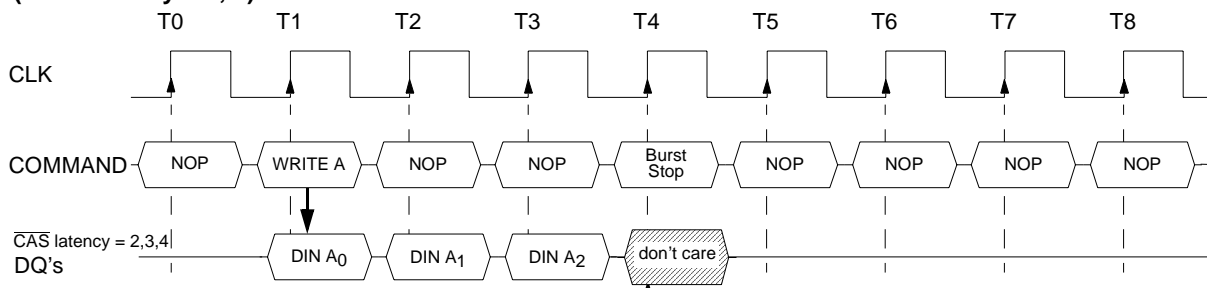 T0 T1 T2 T3 T4 T5 T6 T7 T8
CLK
COMMAND NOP WRITE A NOP NOP Burst Stop NOP NOP NOP NOP
CAS latency = 2,3,4
DQ's DIN A0 DIN A1 DIN A2 don't care